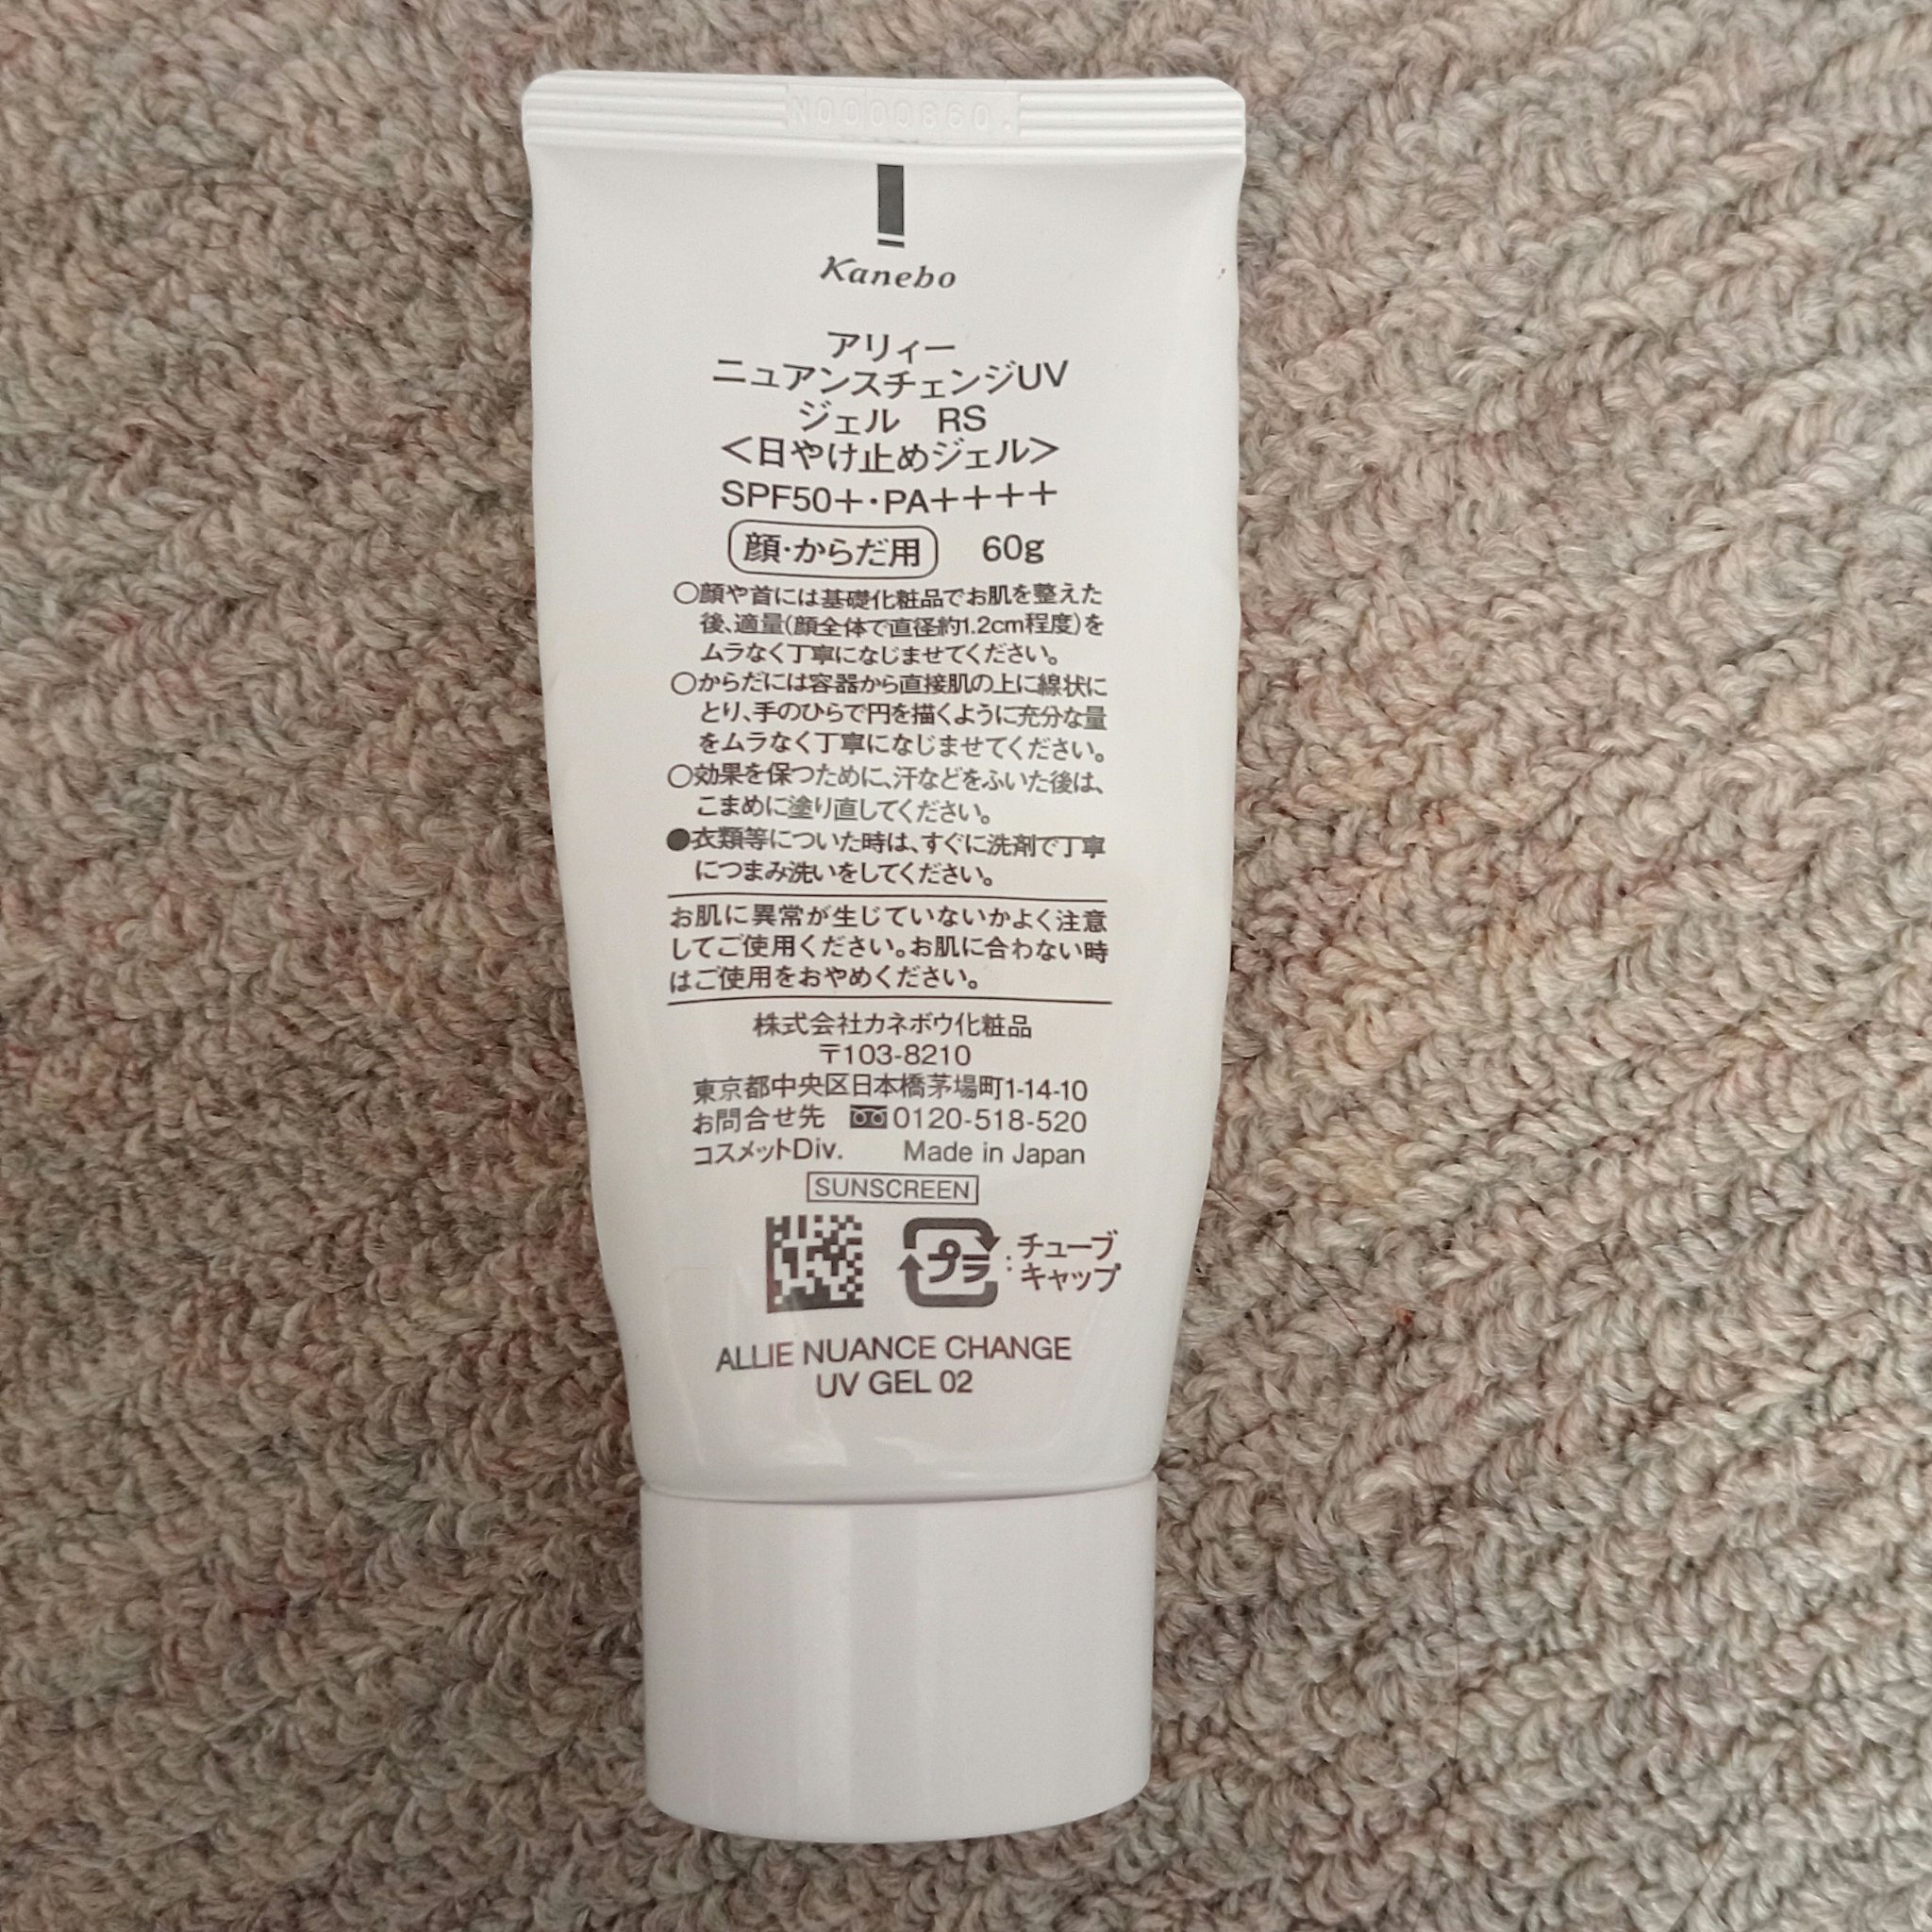 N0000860.
Kanebo
アリィー
ニュアンスチェンジUV
ジェル　RS
＜日やけ止めジェル＞
SPF50+・PA++++
顔・からだ用　60g
○顔や首には基礎化粧品でお肌を整えた
後、適量(顔全体で直径約1.2cm程度)を
ムラなく丁寧になじませてください。
○からだには容器から直接肌の上に線状に
とり、手のひらで円を描くように充分な量
をムラなく丁寧になじませてください。
○効果を保つために、汗などをふいた後は、
こまめに塗り直してください。
●衣類等についた時は、すぐに洗剤で丁寧
につまみ洗いをしてください。
お肌に異常が生じていないかよく注意
してご使用ください。お肌に合わない時
はご使用をおやめください。
株式会社カネボウ化粧品
〒103-8210
東京都中央区日本橋茅場町1-14-10
お問合せ先　0120-518-520
コスメットDiv.　Made in Japan
SUNSCREEN
プラ : チューブ
キャップ
ALLIE NUANCE CHANGE
UV GEL 02